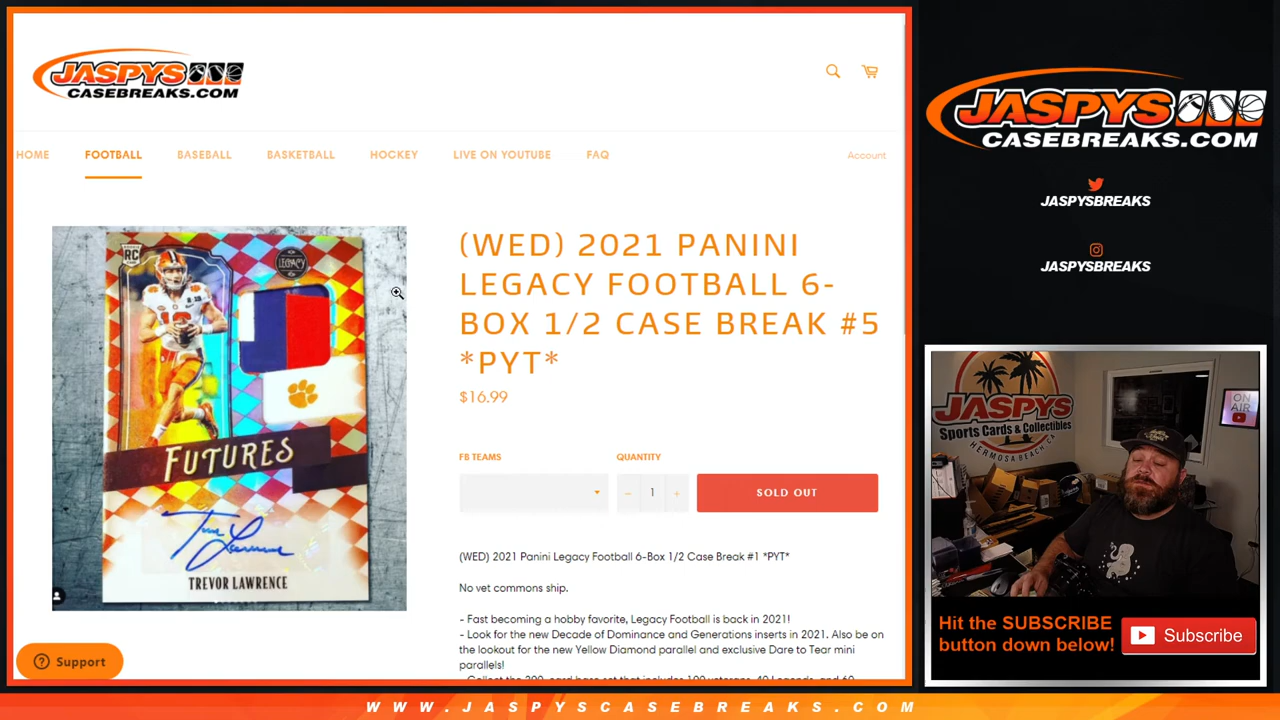 JASPYS
CASEBREAKS.COM
HOME
FOOTBALL
BASEBALL
BASKETBALL
HOCKEY
LIVE ON YOUTUBE
FAQ
Account
RC
LEGACY
FUTURES
TREVOR LAWRENCE
(WED) 2021 PANINI
LEGACY FOOTBALL 6-
BOX 1/2 CASE BREAK #5
*PYT*
$16.99
FB TEAMS
QUANTITY
− 1 +
SOLD OUT
(WED) 2021 Panini Legacy Football 6-Box 1/2 Case Break #1 *PYT*
No vet commons ship.
- Fast becoming a hobby favorite, Legacy Football is back in 2021!
- Look for the new Decade of Dominance and Generations inserts in 2021. Also be on
the lookout for the new Yellow Diamond parallel and exclusive Dare to Tear mini
parallels!
Support
JASPYS
CASEBREAKS.COM
JASPYSBREAKS
JASPYSBREAKS
JASPYS
Sports Cards & Collectibles
HERMOSA BEACH, CA
ON
AIR
Hit the SUBSCRIBE
button down below!
Subscribe
WWW.JASPYSCASEBREAKS.COM